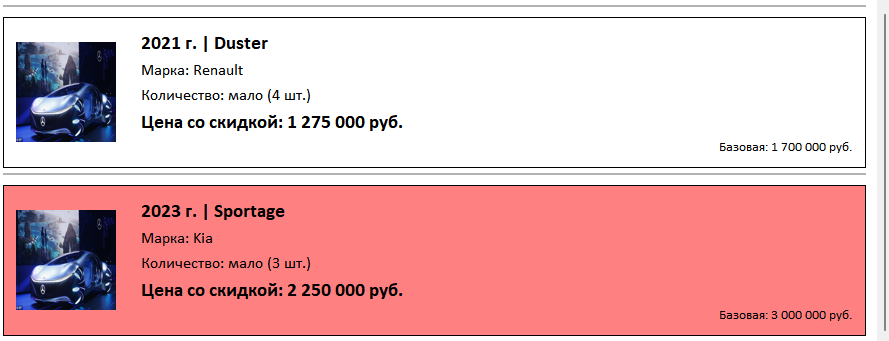 2021 г. | Duster
Марка: Renault
Количество: мало (4 шт.)
Цена со скидкой: 1 275 000 руб.
Базовая: 1 700 000 руб.
2023 г. | Sportage
Марка: Kia
Количество: мало (3 шт.)
Цена со скидкой: 2 250 000 руб.
Базовая: 3 000 000 руб.